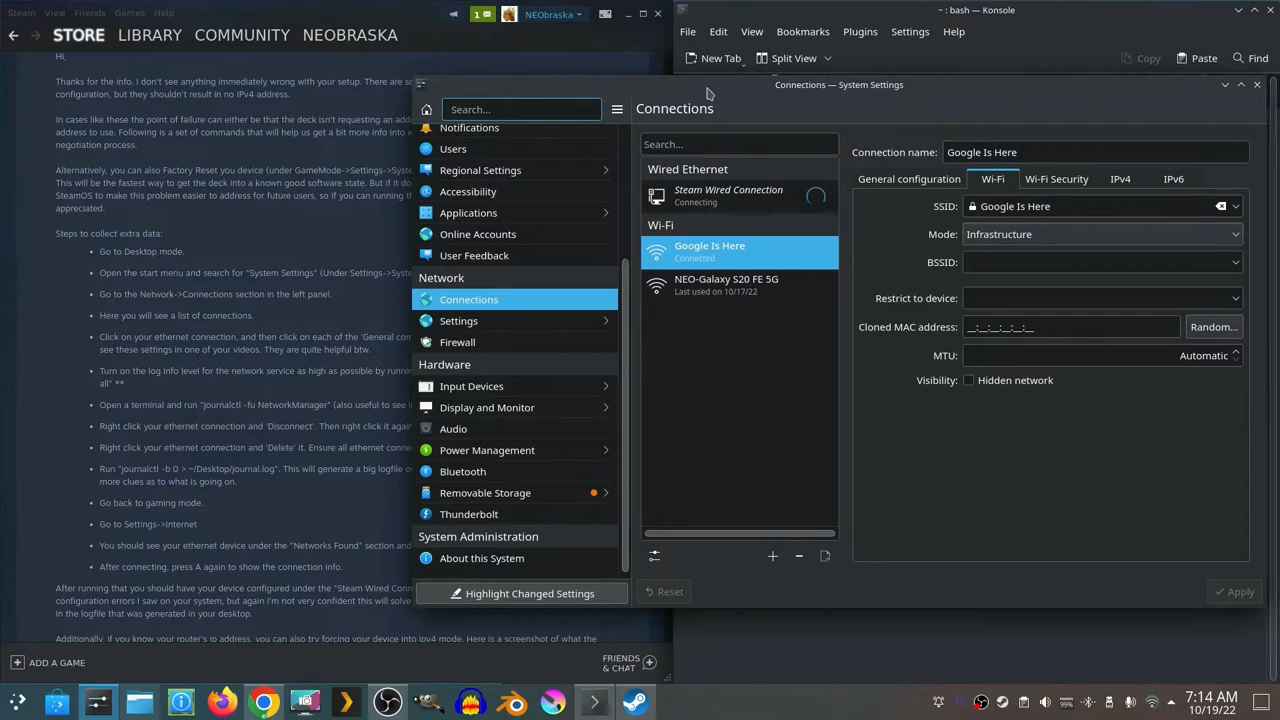 Steam View Friends Games Help
1
NEObraska
STORE LIBRARY COMMUNITY NEOBRASKA
Hi,
Thanks for the info. I don't see anything immediately wrong with your setup. There are so
configuration, but they shouldn't result in no IPv4 address.
In cases like these the point of failure can either be that the deck isn't requesting an add
address to use. Following is a set of commands that will help us get a bit more info into w
negotiation process.
Alternatively, you can also Factory Reset you device (under GameMode->Settings->Syste
This will be the fastest way to get the deck into a known good software state. But if it do
SteamOS to make this problem easier to address for future users, so if you can running th
appreciated.
Steps to collect extra data:
• Go to Desktop mode.
• Open the start menu and search for "System Settings" (Under Settings->Syste
• Go to the Network->Connections section in the left panel.
• Here you will see a list of connections.
• Click on your ethernet connection, and then click on each of the 'General con
see these settings in one of your videos. They are quite helpful btw.
• Turn on the log info level for the network service as high as possible by runnin
all" **
• Open a terminal and run "journalctl -fu NetworkManager" (also useful to see i
• Right click your ethernet connection and 'Disconnect'. Then right click it again
• Right click your ethernet connection and 'Delete' it. Ensure all ethernet conne
• Run "journalctl -b 0 > ~/Desktop/journal.log". This will generate a big logfile o
more clues as to what is going on.
• Go back to gaming mode.
• Go to Settings->Internet
• You should see your ethernet device under the "Networks Found" section and
• After connecting, press A again to show the connection info.
After running that you should have your device configured under the "Steam Wired Conn
configuration errors I saw on your system, but again I'm not very confident this will solve
in the logfile that was generated in your desktop.
Additionally, if you know your router's ip address, you can also try forcing your device into ipv4 mode. Here is a screenshot of what the
ADD A GAME
FRIENDS
& CHAT
~ : bash — Konsole
File Edit View Bookmarks Plugins Settings Help
New Tab Split View Copy Paste Find
Connections — System Settings
Search...
Notifications
Users
Regional Settings
Accessibility
Applications
Online Accounts
User Feedback
Network
Connections
Settings
Firewall
Hardware
Input Devices
Display and Monitor
Audio
Power Management
Bluetooth
Removable Storage
Thunderbolt
System Administration
About this System
Highlight Changed Settings
Connections
Search...
Wired Ethernet
Steam Wired Connection
Connecting
Wi-Fi
Google Is Here
Connected
NEO-Galaxy S20 FE 5G
Last used on 10/17/22
Reset
Connection name: Google Is Here
General configuration Wi-Fi Wi-Fi Security IPv4 IPv6
SSID: Google Is Here
Mode: Infrastructure
BSSID:
Restrict to device:
Cloned MAC address: __:__:__:__:__:__ Random...
MTU: Automatic
Visibility: Hidden network
Apply
99%
7:14 AM
10/19/22